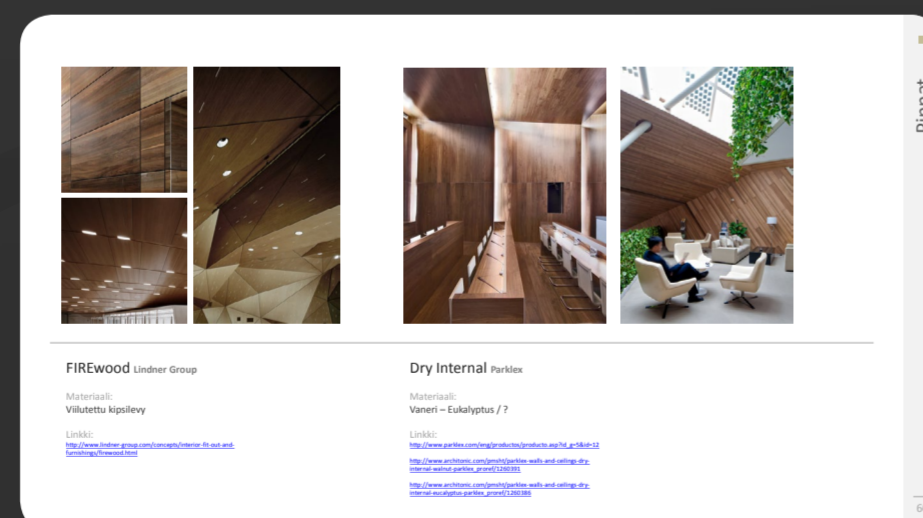 FIREwood Lindner Group
Materiaali:
Viilutettu kipsilevy
Linkki:
http://www.lindner-group.com/concepts/interior-fit-out-and-
furnishings/firewood.html
Dry Internal Parklex
Materiaali:
Vaneri – Eukalyptus / ?
Linkki:
http://www.parklex.com/eng/productos/producto.asp?id_g=5&id=12
http://www.architonic.com/pmsht/parklex-walls-and-ceilings-dry-
internal-walnut-parklex_proref/1260391
http://www.architonic.com/pmsht/parklex-walls-and-ceilings-dry-
internal-eucalyptus-parklex_proref/1260386